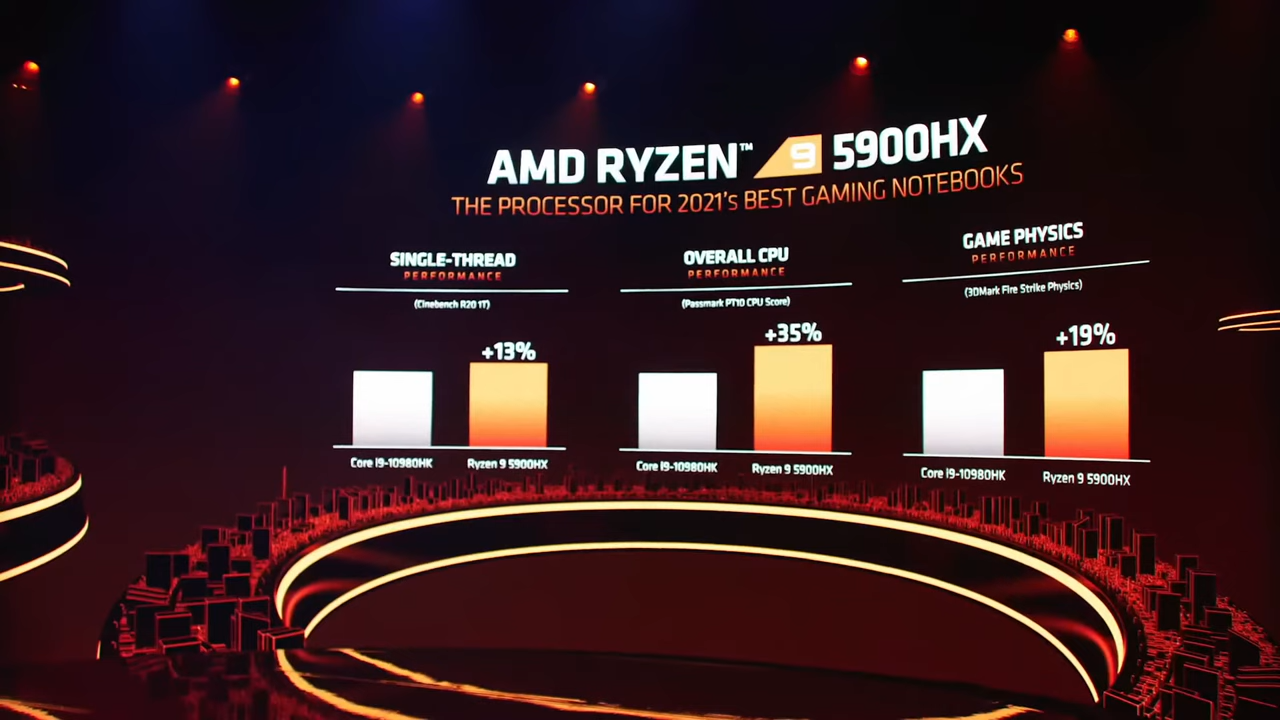 AMD RYZEN™ 9 5900HX
THE PROCESSOR FOR 2021's BEST GAMING NOTEBOOKS
SINGLE-THREAD
PERFORMANCE
(Cinebench R20 1T)
+13%
Core i9-10980HK
Ryzen 9 5900HX
OVERALL CPU
PERFORMANCE
(Passmark PT10 CPU Score)
+35%
Core i9-10980HK
Ryzen 9 5900HX
GAME PHYSICS
PERFORMANCE
(3DMark Fire Strike Physics)
+19%
Core i9-10980HK
Ryzen 9 5900HX